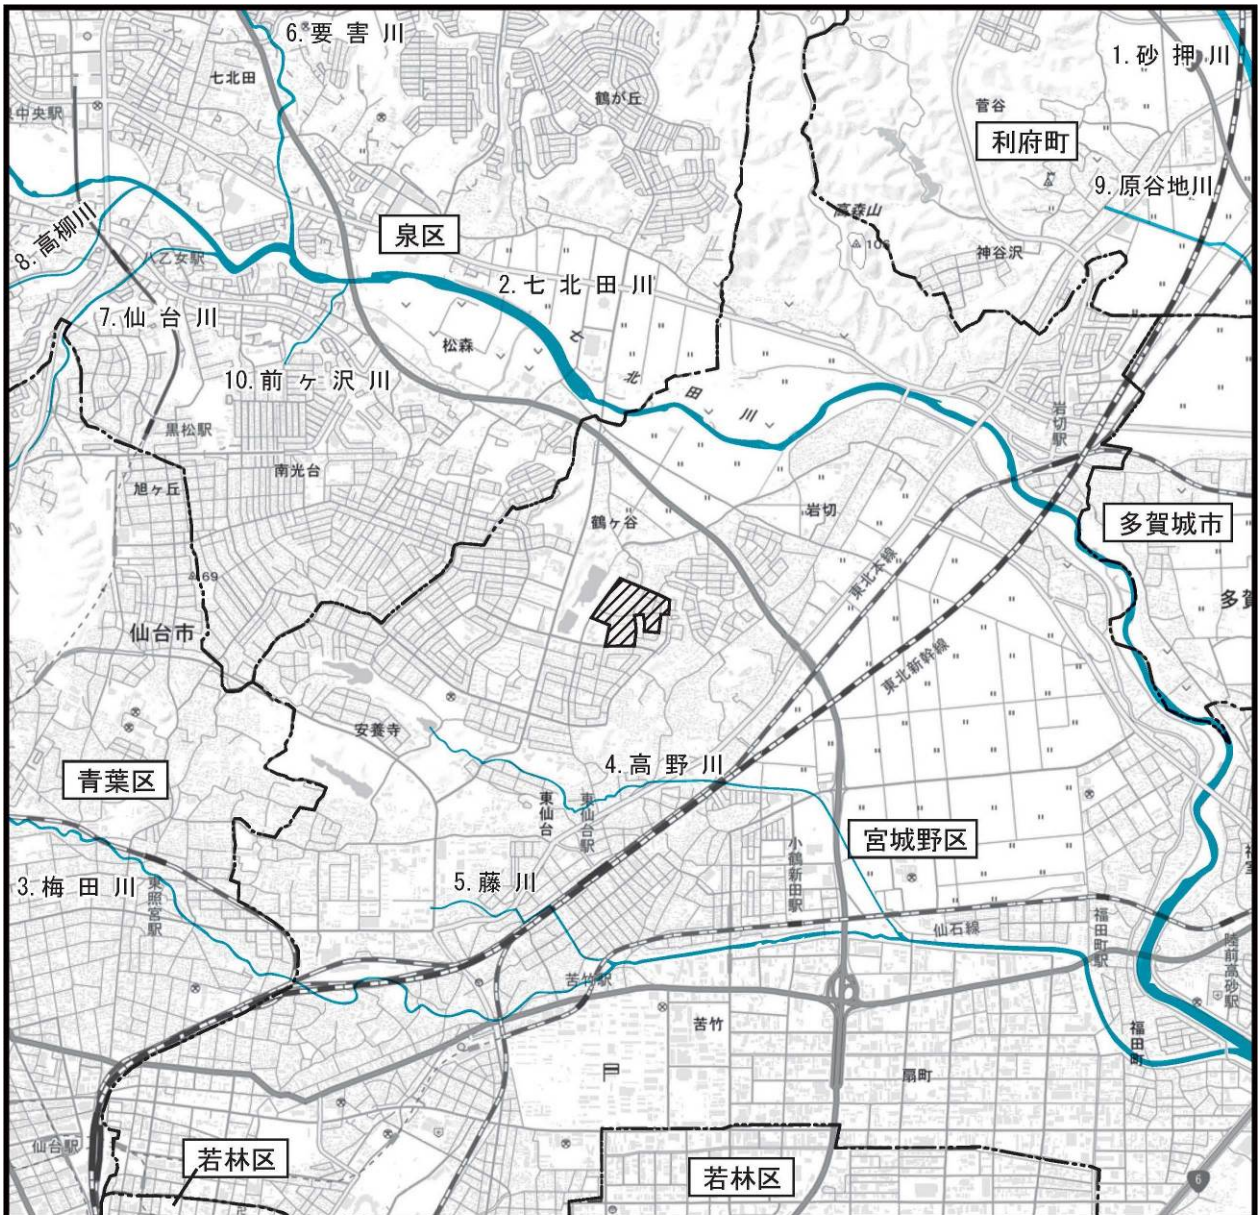 6.要害川
1.砂押川
七北田
鶴が丘
菅谷
中央駅
利府町
9.原谷地川
高森山
泉区
8.高柳川
八乙女駅
神谷沢
2.七北田川
7.仙台川
松森
七北田川
10.前ヶ沢川
岩切駅
黒松駅
南光台
旭ヶ丘
鶴ヶ谷
岩切
多賀城市
東北本線
69
仙台市
多賀
東北新幹線
安養寺
4.高野川
青葉区
東仙台
東仙台駅
宮城野区
小鶴新田駅
3.梅田川
東照宮駅
5.藤川
福田町駅
仙石線
陸前高砂駅
苦竹駅
苦竹
福田町
扇町
仙台駅
若林区
若林区
6